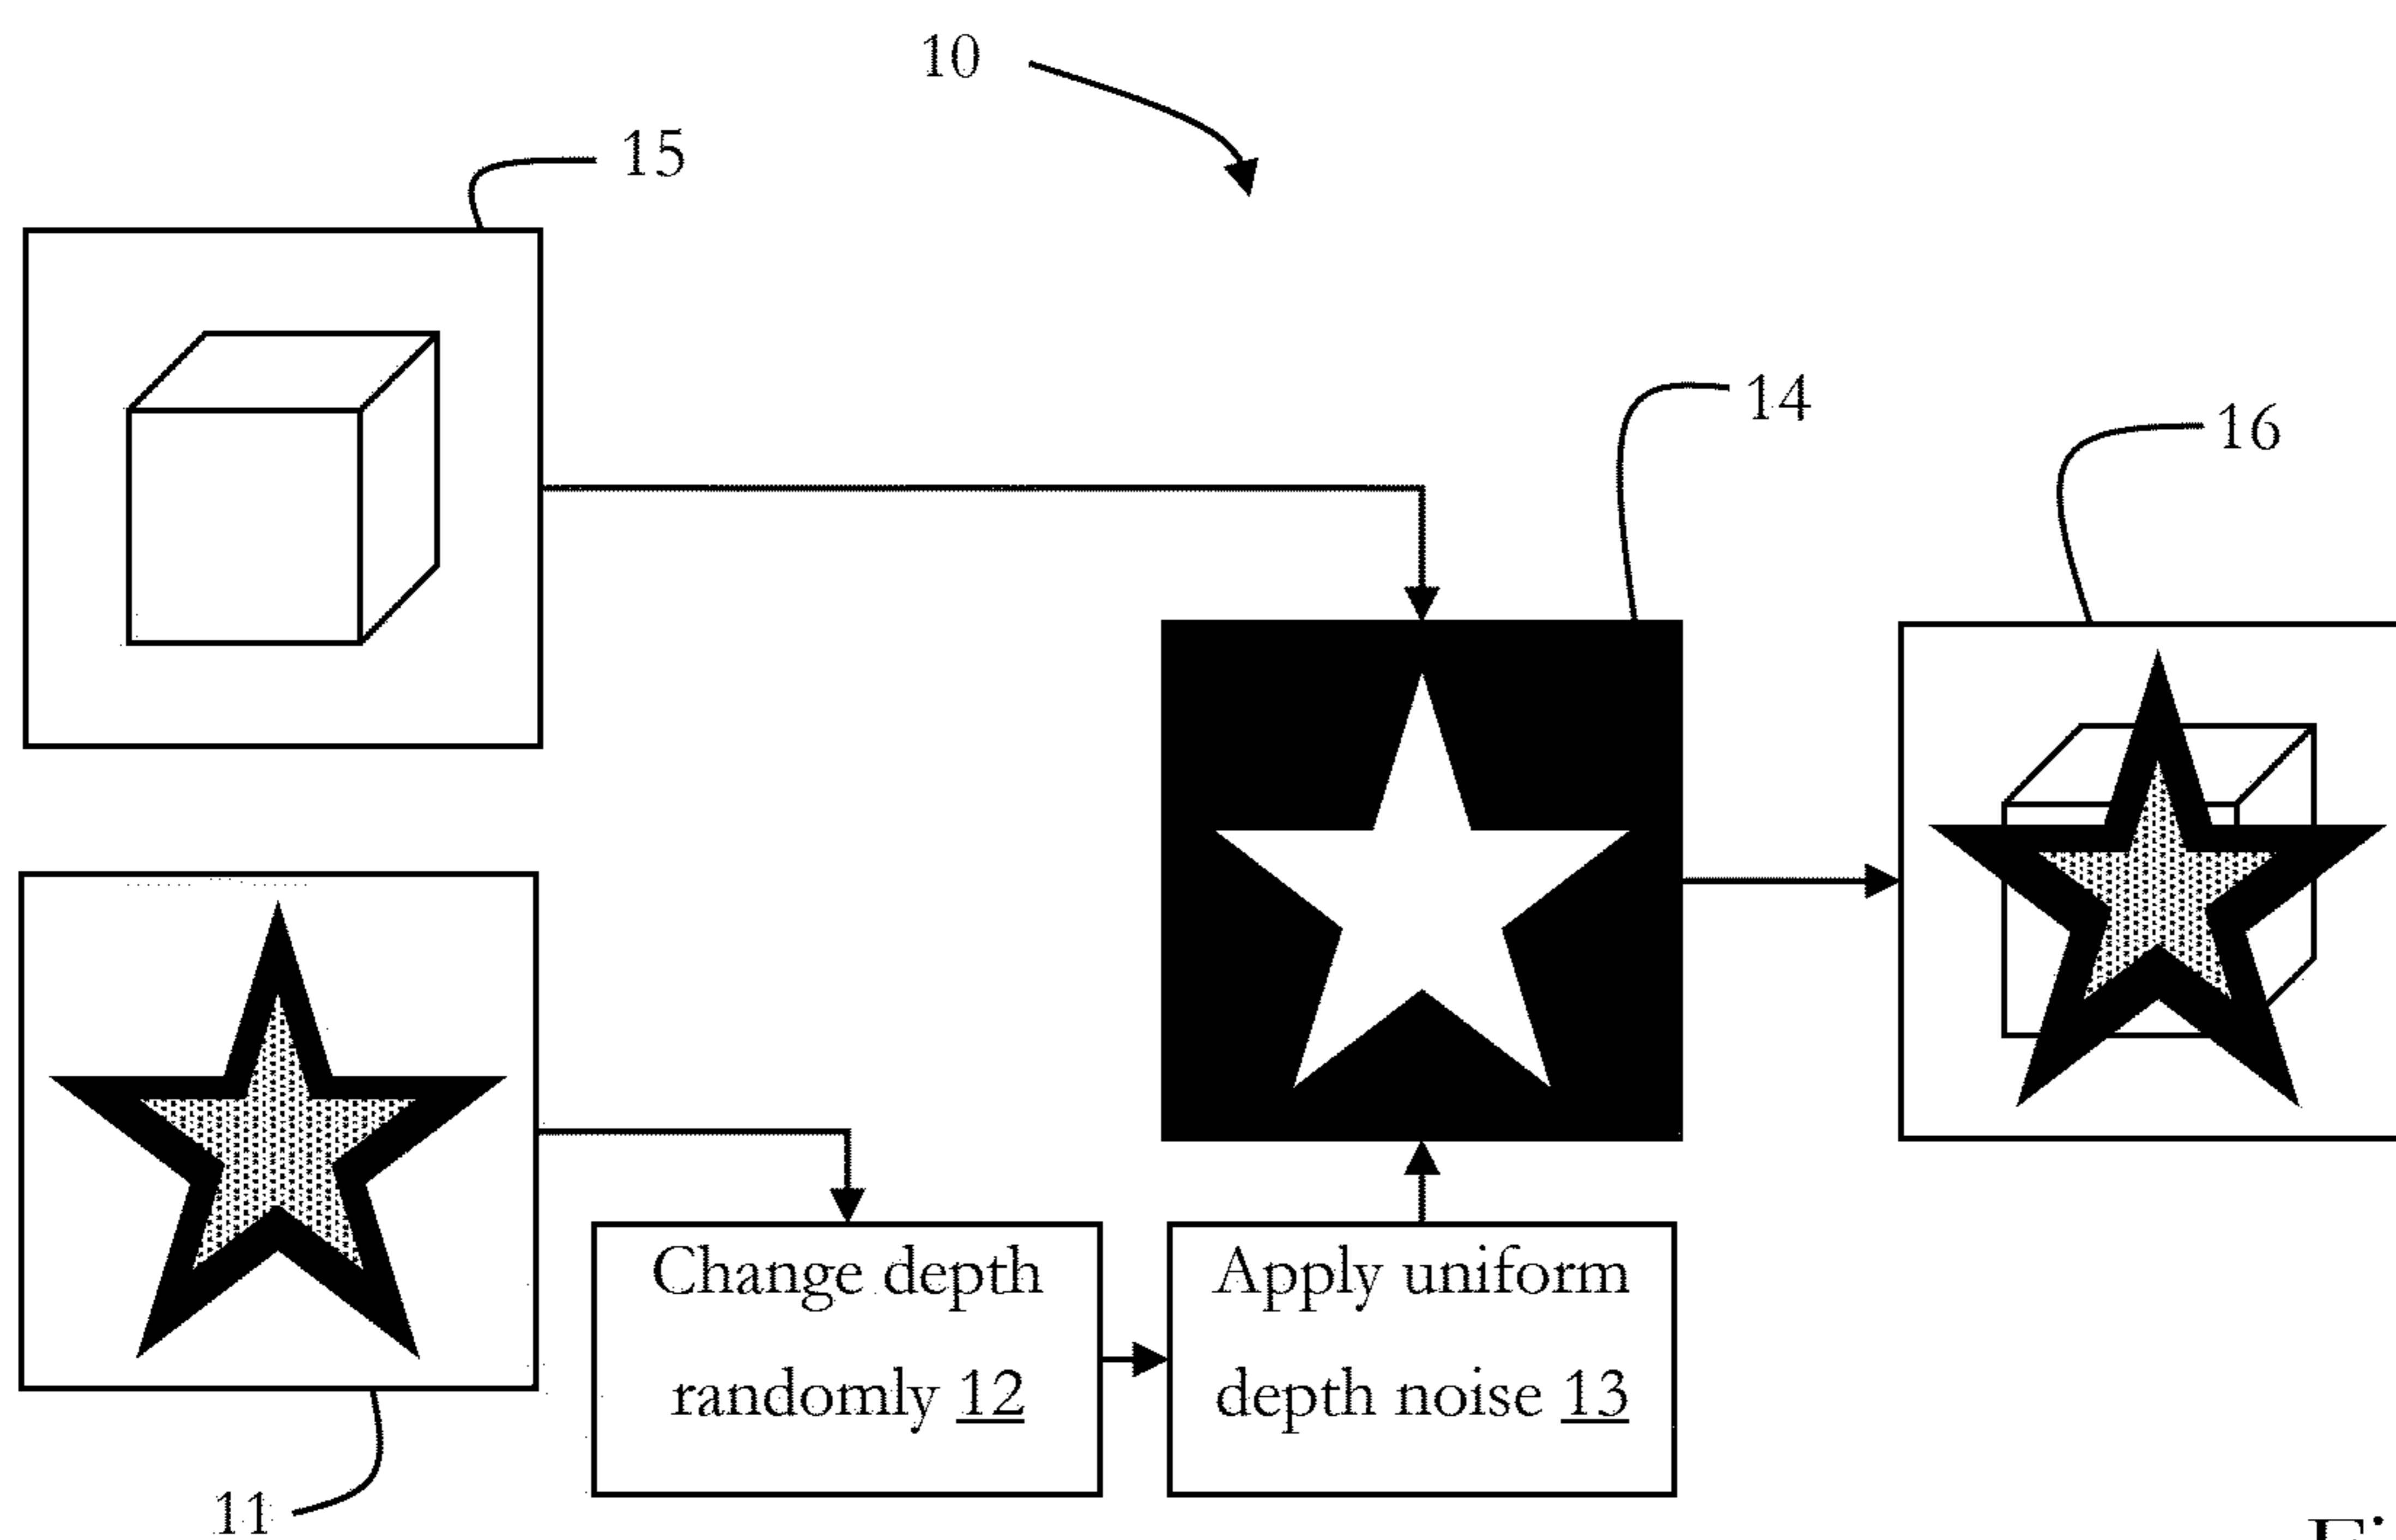 10
15
14
16
Change depth
randomly 12
Apply uniform
depth noise 13
11